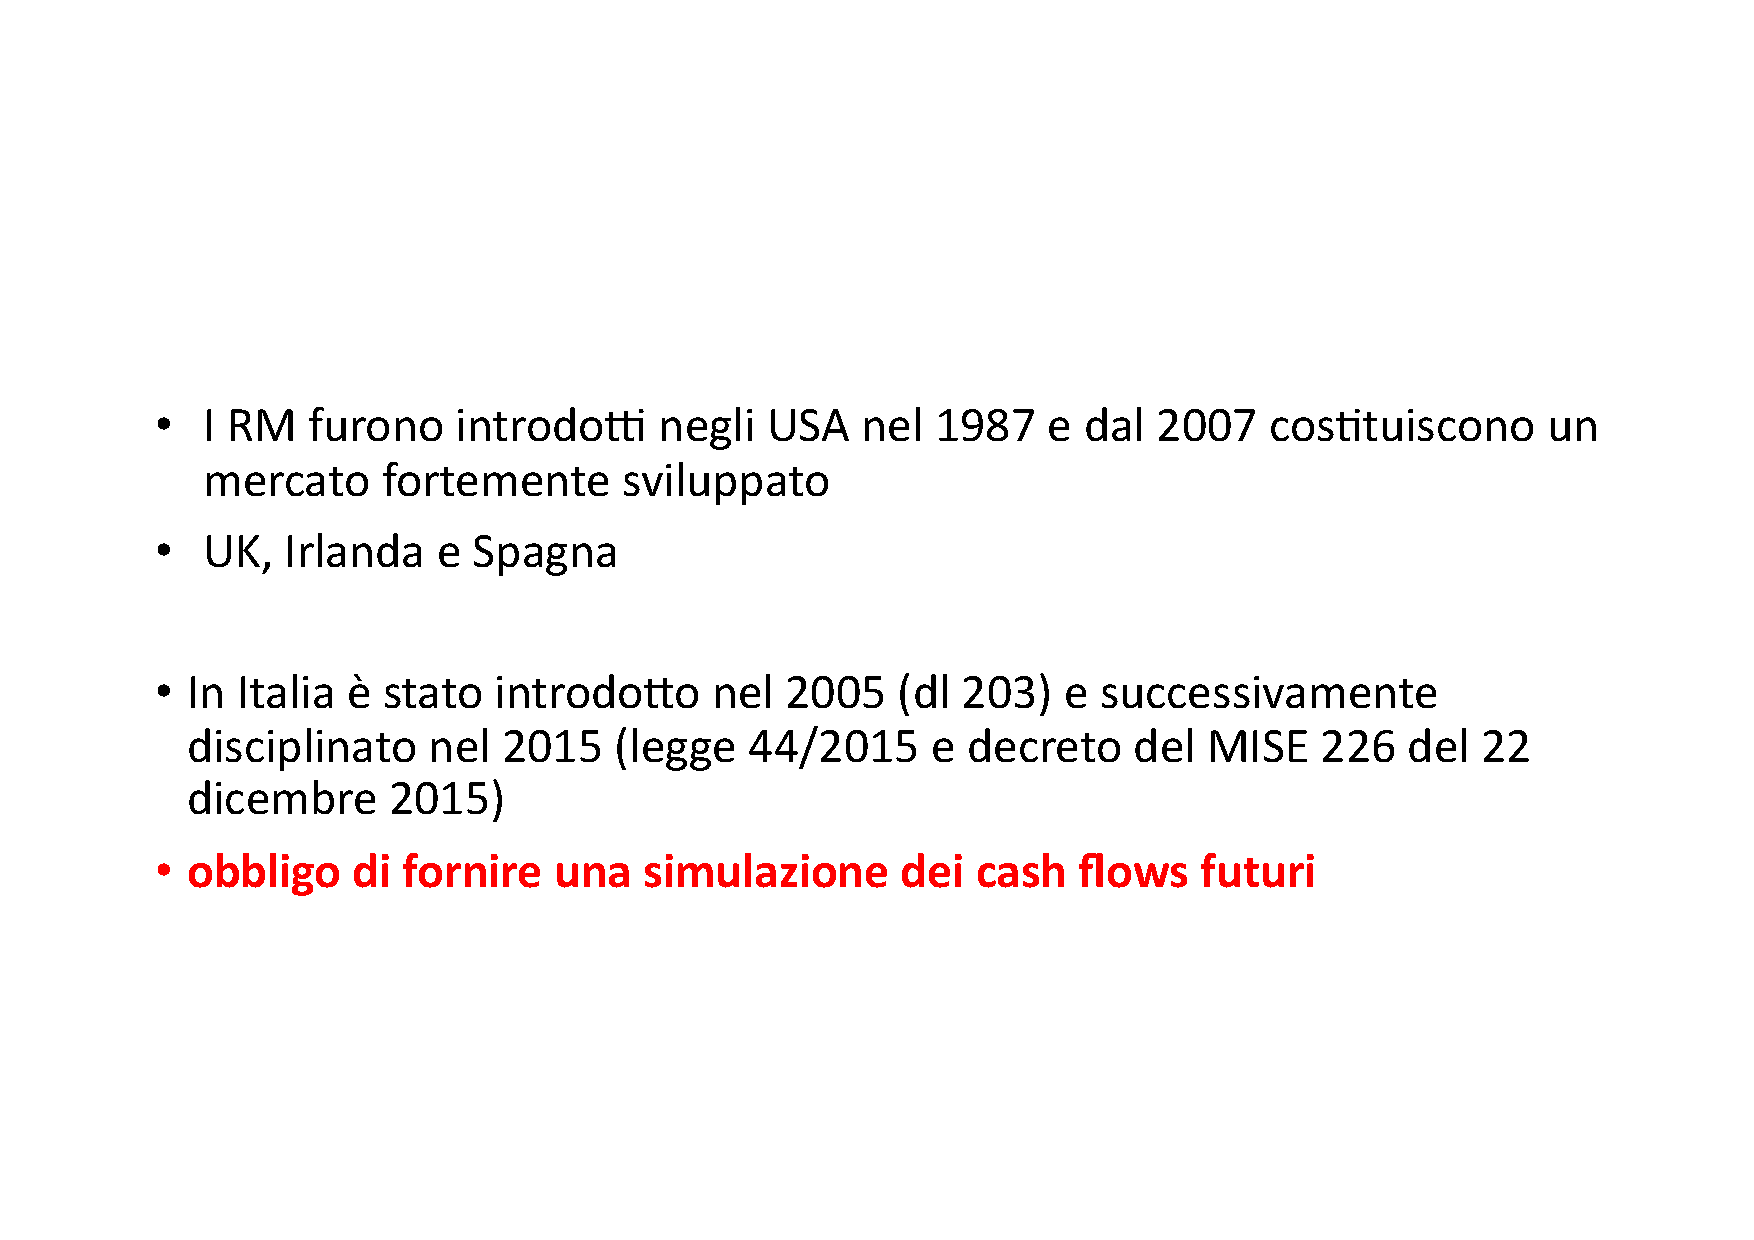 • I RM furono introdotti negli USA nel 1987 e dal 2007 costituiscono un
mercato fortemente sviluppato
• UK, Irlanda e Spagna
• In Italia è stato introdotto nel 2005 (dl 203) e successivamente
disciplinato nel 2015 (legge 44/2015 e decreto del MISE 226 del 22
dicembre 2015)
• obbligo di fornire una simulazione dei cash flows futuri